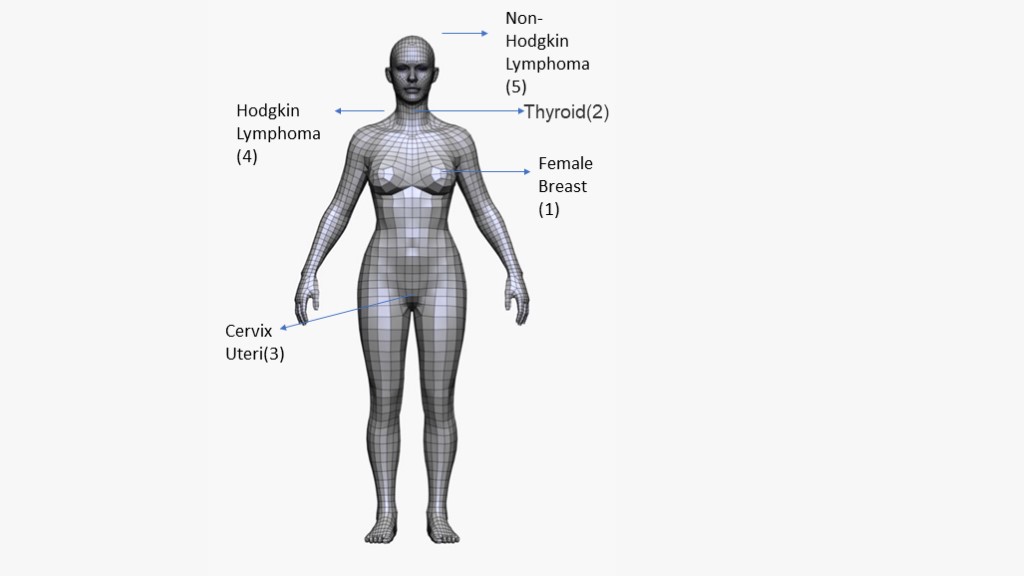 Non-
Hodgkin
Lymphoma
(5)
Hodgkin
Lymphoma
(4)
Thyroid(2)
Female
Breast
(1)
Cervix
Uteri(3)